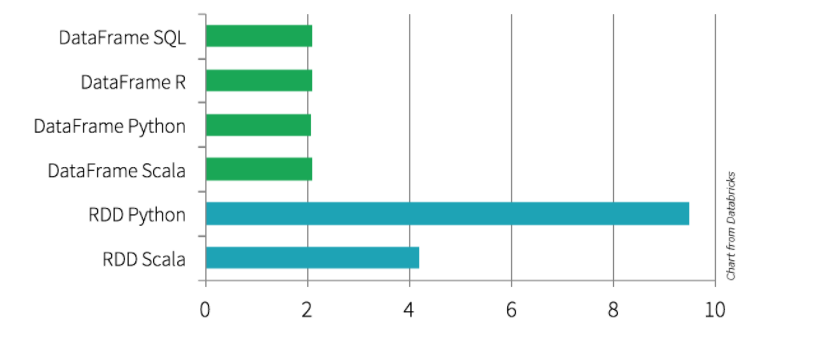 DataFrame SQL
DataFrame R
DataFrame Python
DataFrame Scala
RDD Python
RDD Scala
0 2 4 6 8 10
Chart from Databricks